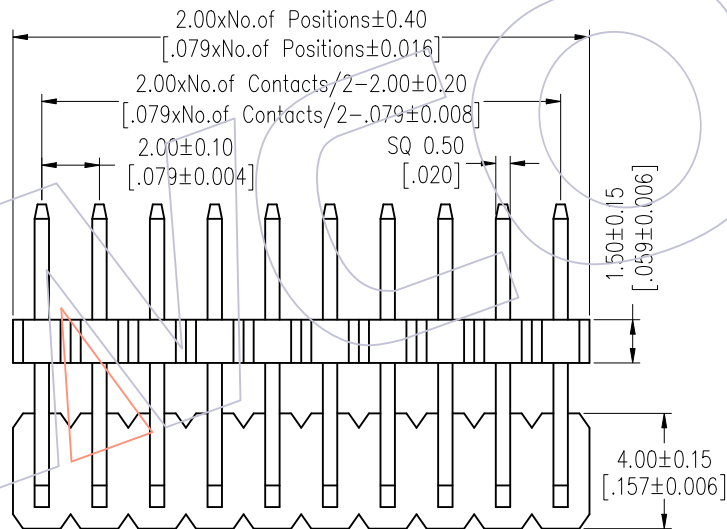 2.00xNo.of Positions±0.40
[.079xNo.of Positions±0.016]
2.00xNo.of Contacts/2-2.00±0.20
[.079xNo.of Contacts/2-.079±0.008]
2.00±0.10
[.079±0.004]
SQ 0.50
[.020]
1.50±0.15
[.059±0.006]
4.00±0.15
[.157±0.006]